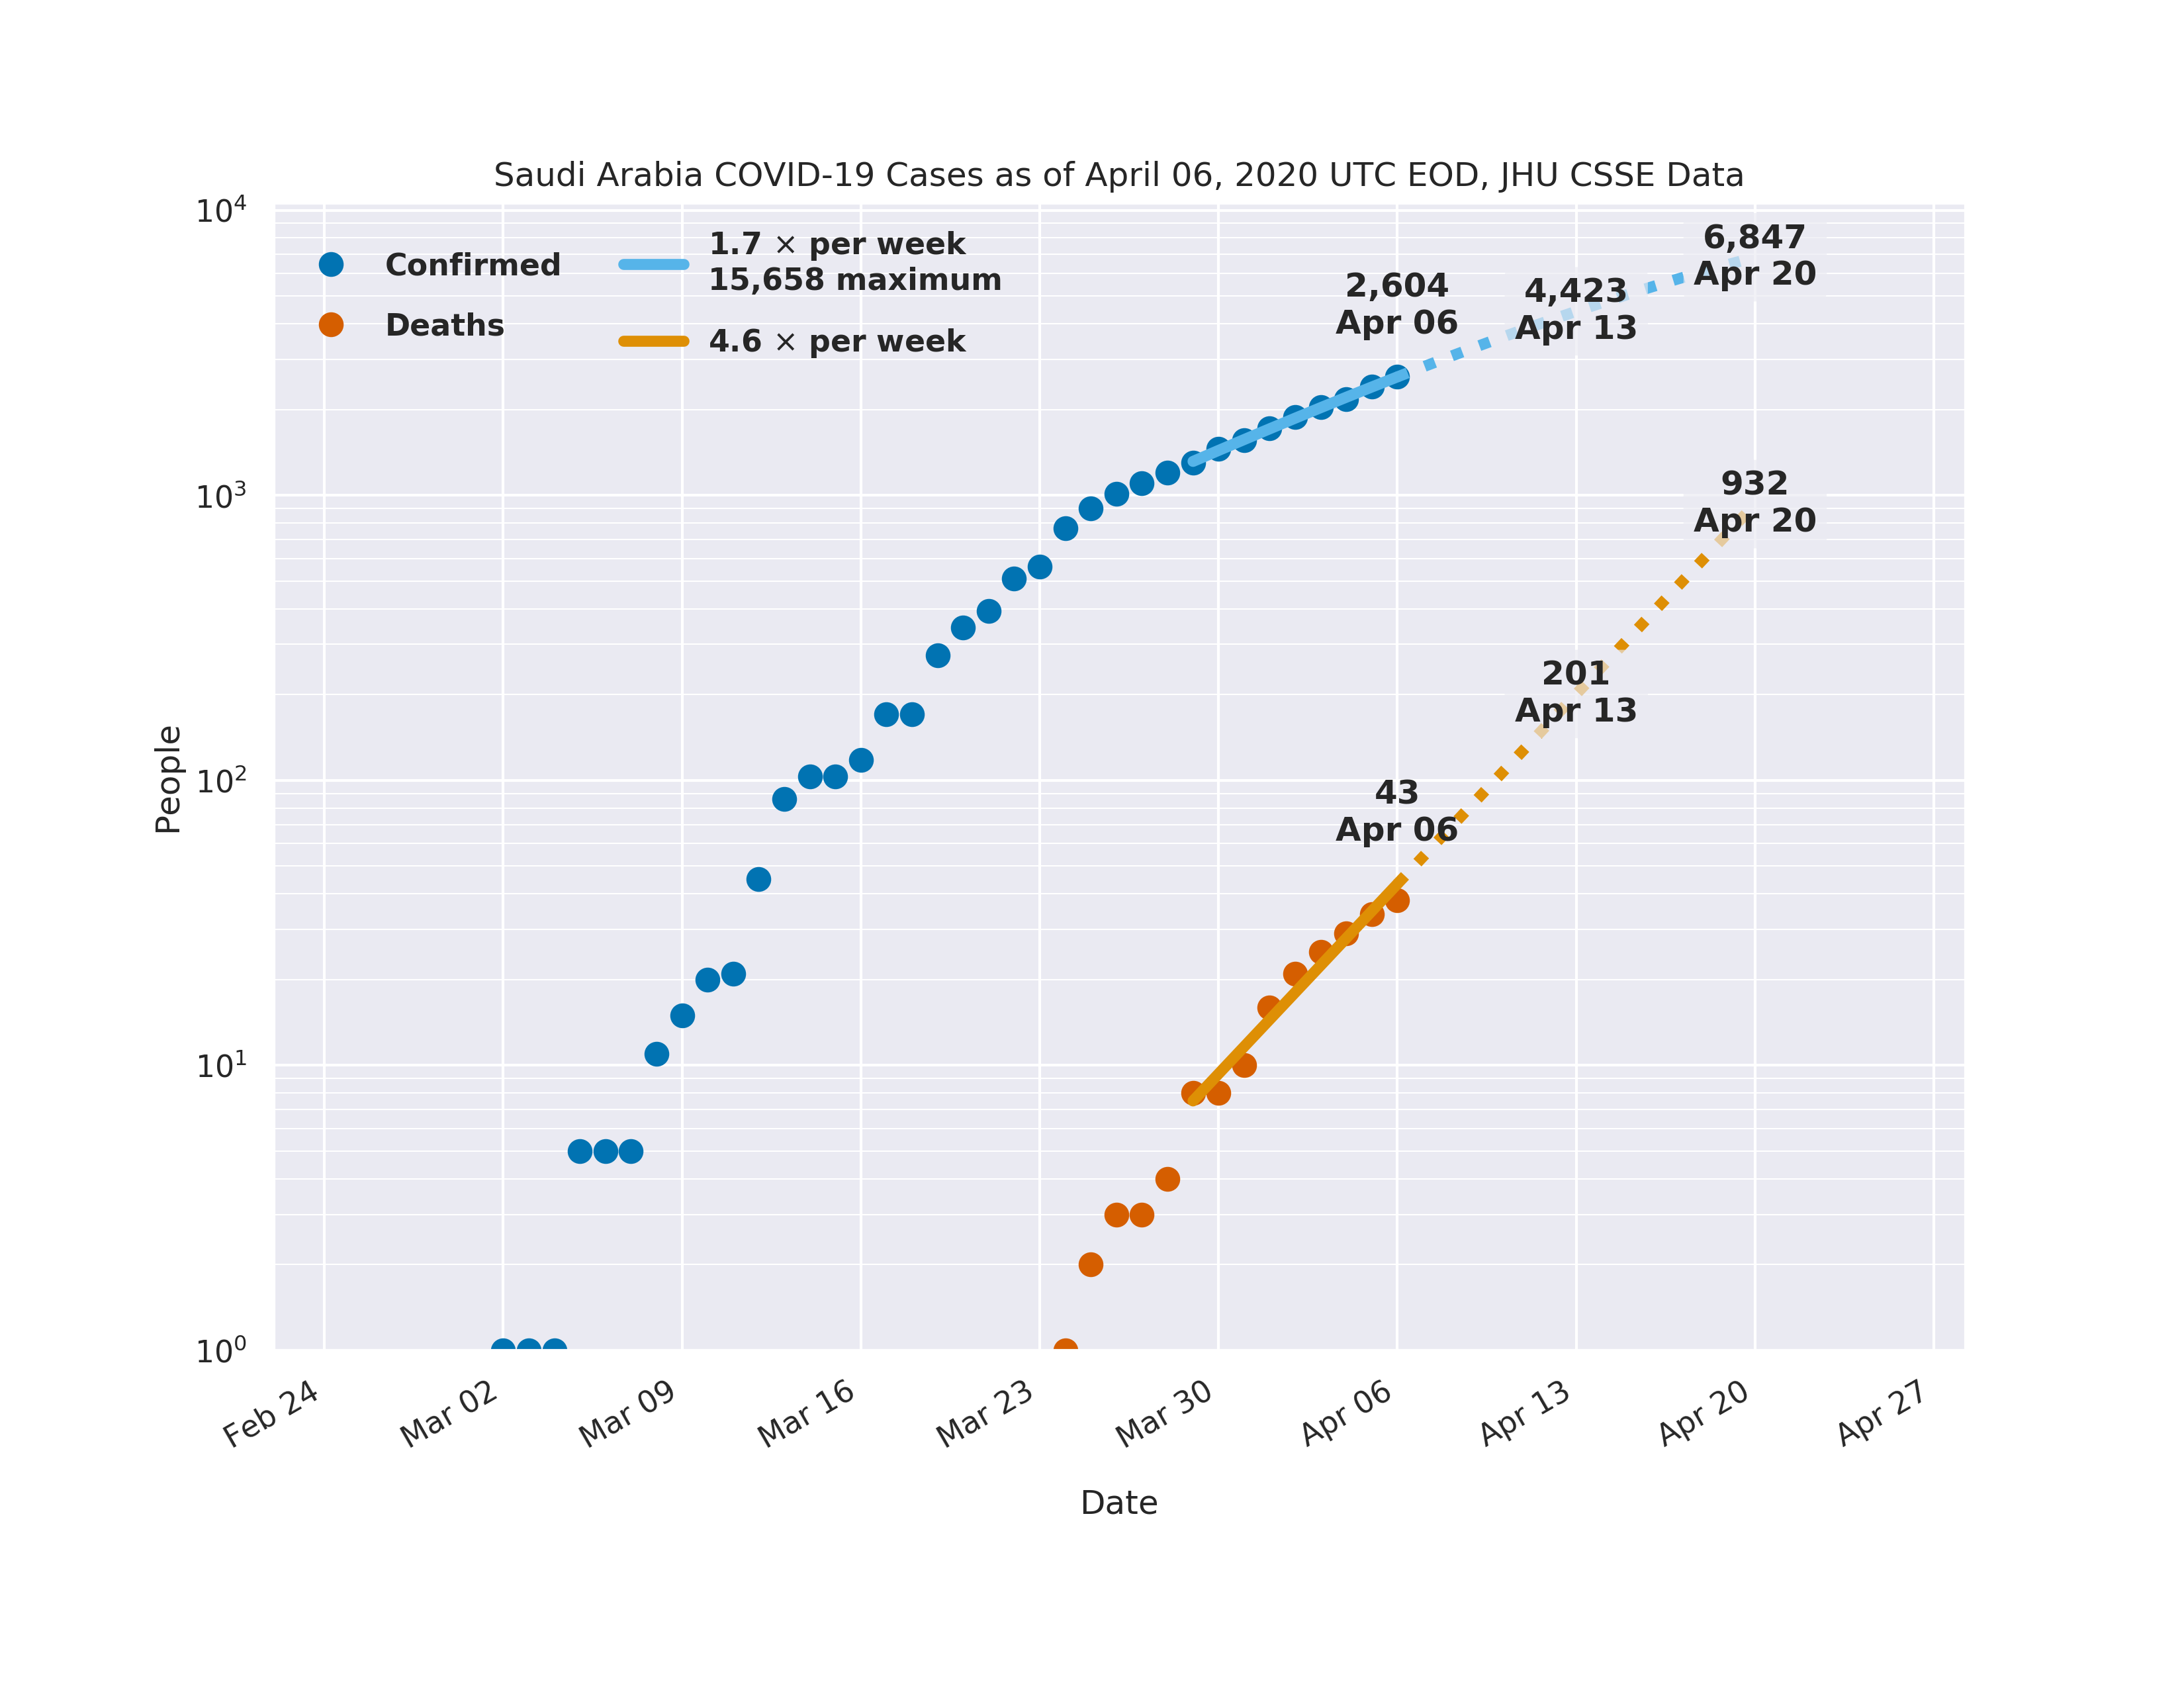 Saudi Arabia COVID-19 Cases as of April 06, 2020 UTC EOD, JHU CSSE Data
Confirmed
Deaths
1.7 × per week
15,658 maximum
4.6 × per week
2,604
Apr 06
4,423
Apr 13
6,847
Apr 20
932
Apr 20
201
Apr 13
43
Apr 06
People
10⁴
10³
10²
10¹
10⁰
Feb 24
Mar 02
Mar 09
Mar 16
Mar 23
Mar 30
Apr 06
Apr 13
Apr 20
Apr 27
Date